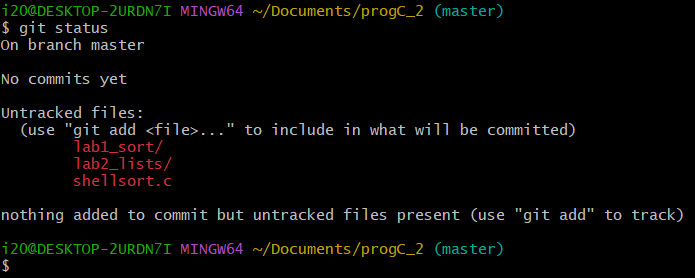 i20@DESKTOP-2URDN7I MINGW64 ~/Documents/progC_2 (master)
$ git status
On branch master

No commits yet

Untracked files:
  (use "git add <file>..." to include in what will be committed)
        lab1_sort/
        lab2_lists/
        shellsort.c

nothing added to commit but untracked files present (use "git add" to track)

i20@DESKTOP-2URDN7I MINGW64 ~/Documents/progC_2 (master)
$